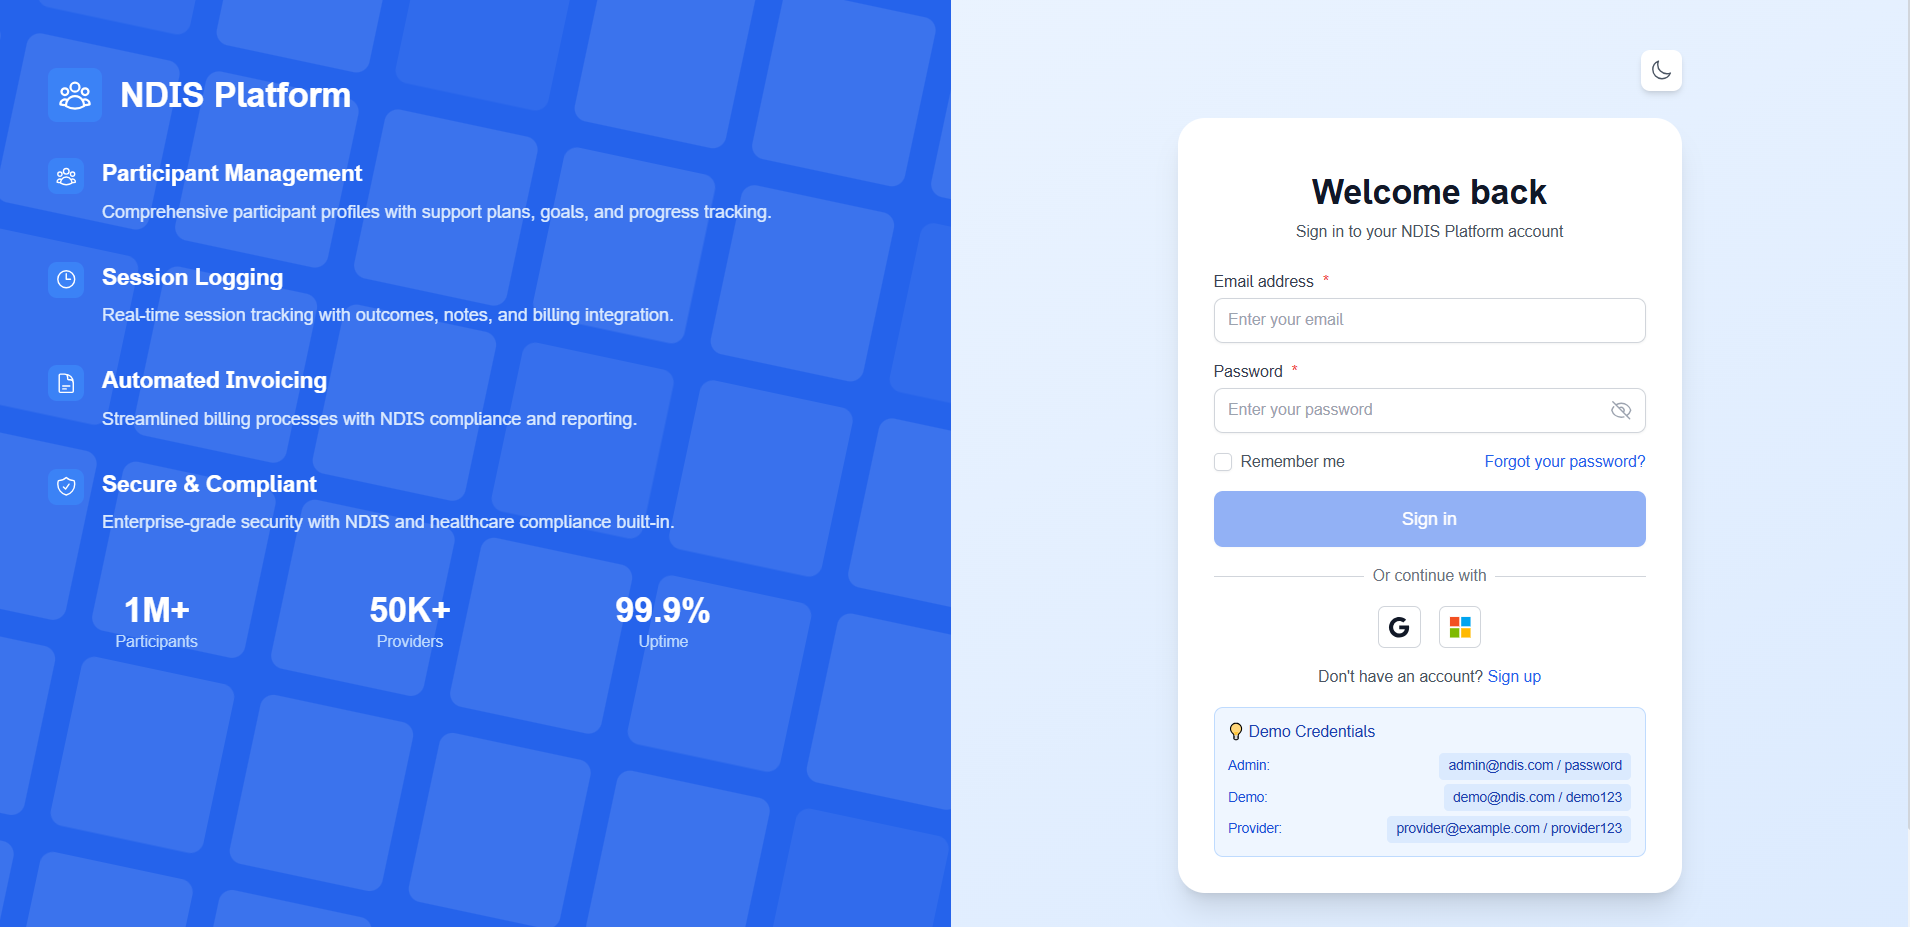 NDIS Platform
Participant Management
Comprehensive participant profiles with support plans, goals, and progress tracking.
Session Logging
Real-time session tracking with outcomes, notes, and billing integration.
Automated Invoicing
Streamlined billing processes with NDIS compliance and reporting.
Secure & Compliant
Enterprise-grade security with NDIS and healthcare compliance built-in.
1M+ 50K+ 99.9%
Participants Providers Uptime
Welcome back
Sign in to your NDIS Platform account
Email address *
Enter your email
Password *
Enter your password
Remember me Forgot your password?
Sign in
Or continue with
G
Don't have an account? Sign up
Demo Credentials
Admin: admin@ndis.com / password
Demo: demo@ndis.com / demo123
Provider: provider@example.com / provider123